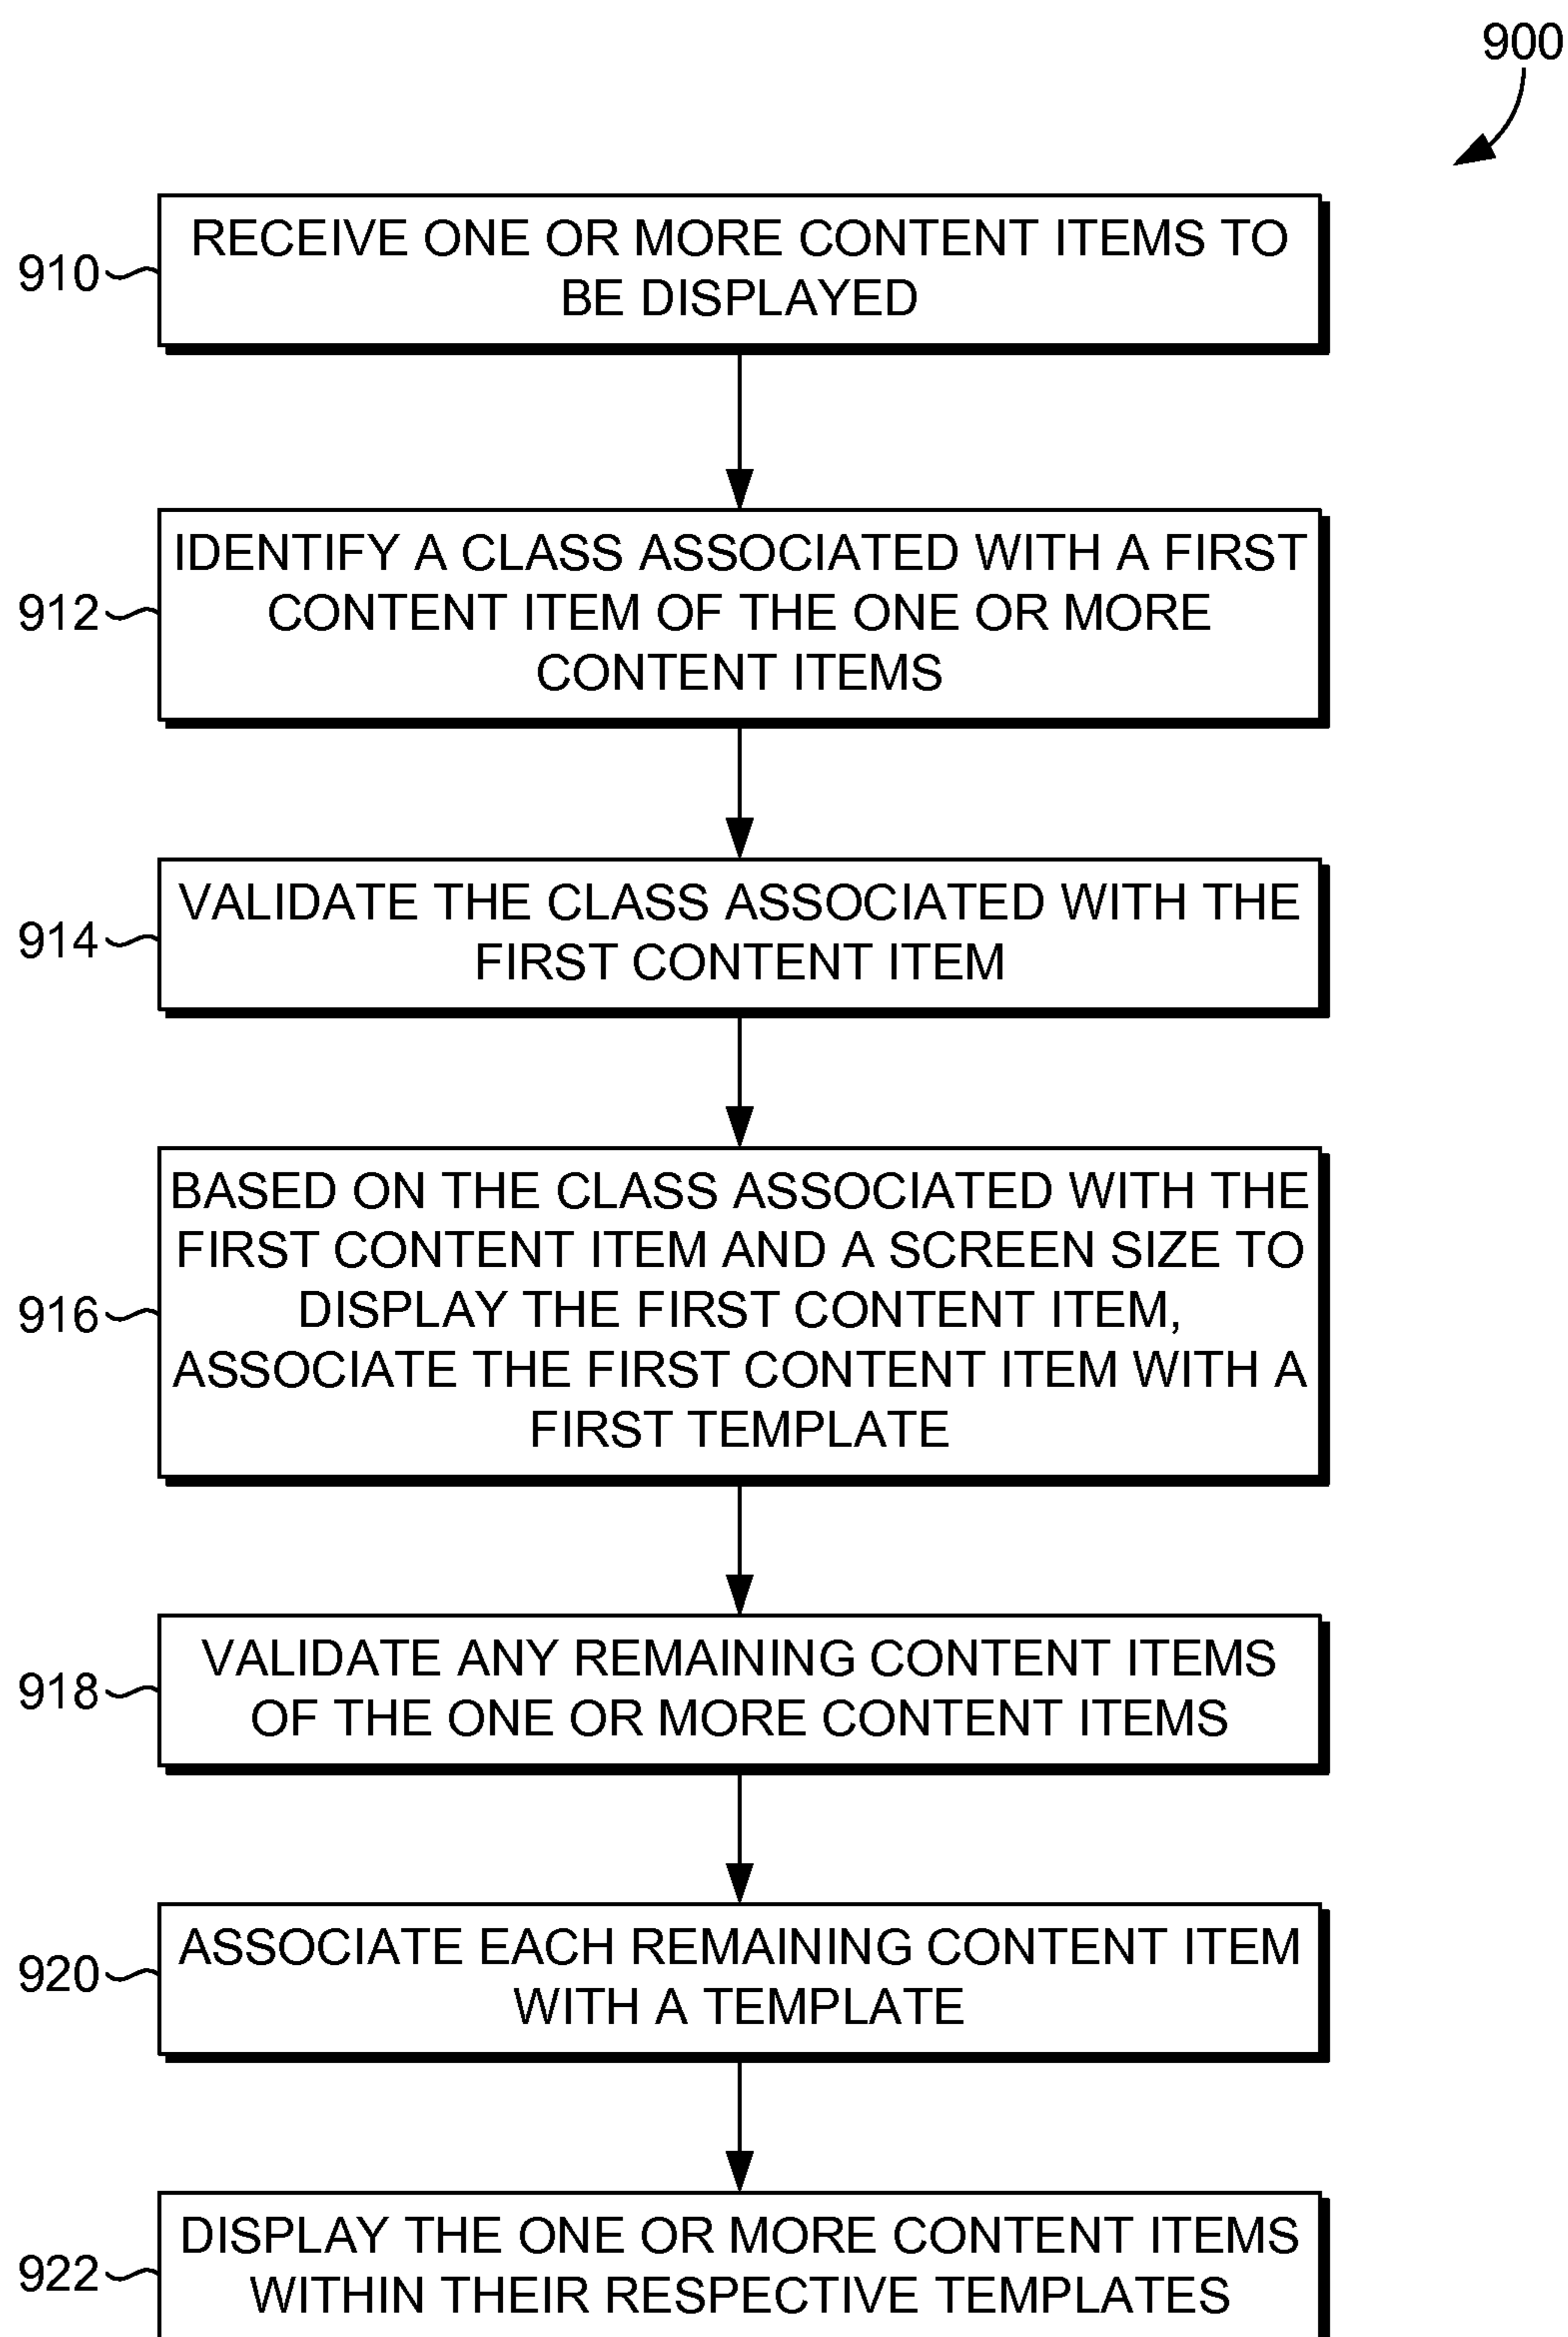 900
910
RECEIVE ONE OR MORE CONTENT ITEMS TO
BE DISPLAYED
912
IDENTIFY A CLASS ASSOCIATED WITH A FIRST
CONTENT ITEM OF THE ONE OR MORE
CONTENT ITEMS
914
VALIDATE THE CLASS ASSOCIATED WITH THE
FIRST CONTENT ITEM
916
BASED ON THE CLASS ASSOCIATED WITH THE
FIRST CONTENT ITEM AND A SCREEN SIZE TO
DISPLAY THE FIRST CONTENT ITEM,
ASSOCIATE THE FIRST CONTENT ITEM WITH A
FIRST TEMPLATE
918
VALIDATE ANY REMAINING CONTENT ITEMS
OF THE ONE OR MORE CONTENT ITEMS
920
ASSOCIATE EACH REMAINING CONTENT ITEM
WITH A TEMPLATE
922
DISPLAY THE ONE OR MORE CONTENT ITEMS
WITHIN THEIR RESPECTIVE TEMPLATES